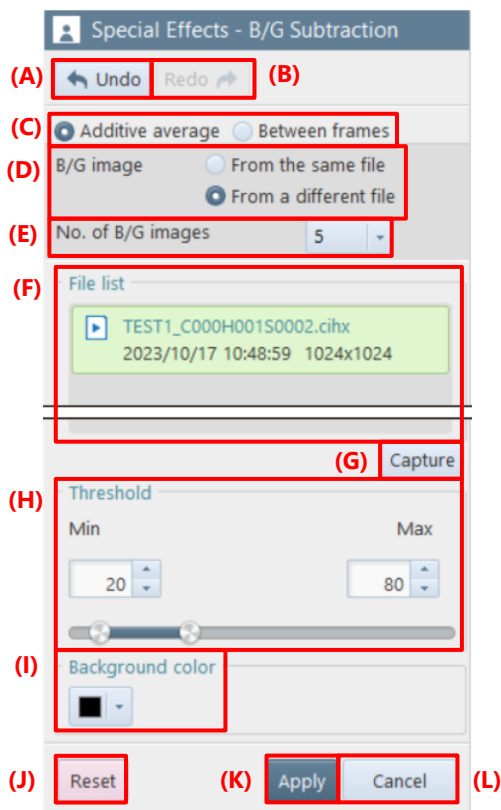 Special Effects - B/G Subtraction
(A) Undo Redo (B)
(C) Additive average Between frames
(D) B/G image From the same file
From a different file
(E) No. of B/G images 5
(F) File list
TEST1_C000H001S0002.cihx
2023/10/17 10:48:59 1024x1024
(G) Capture
(H) Threshold
Min Max
20 80
(I) Background color
(J) Reset (K) Apply Cancel (L)